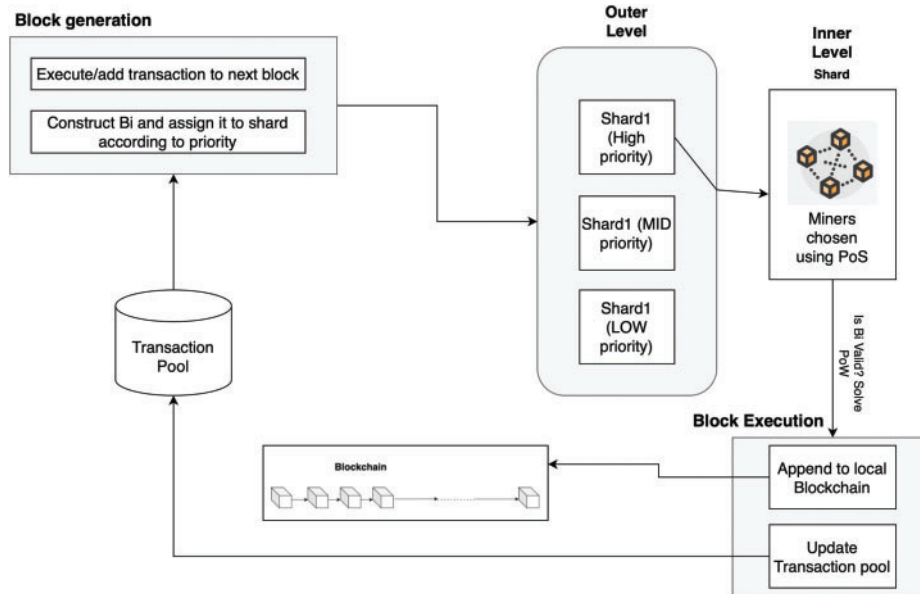 Block generation
Execute/add transaction to next block
Construct Bi and assign it to shard
according to priority
Outer
Level
Shard1
(High
priority)
Shard1 (MID
priority)
Shard1
(LOW
priority)
Inner
Level
Shard
Miners
chosen
using PoS
Is Bi Valid? Solve
PoW
Transaction
Pool
Block Execution
Append to local
Blockchain
Update
Transaction pool
Blockchain